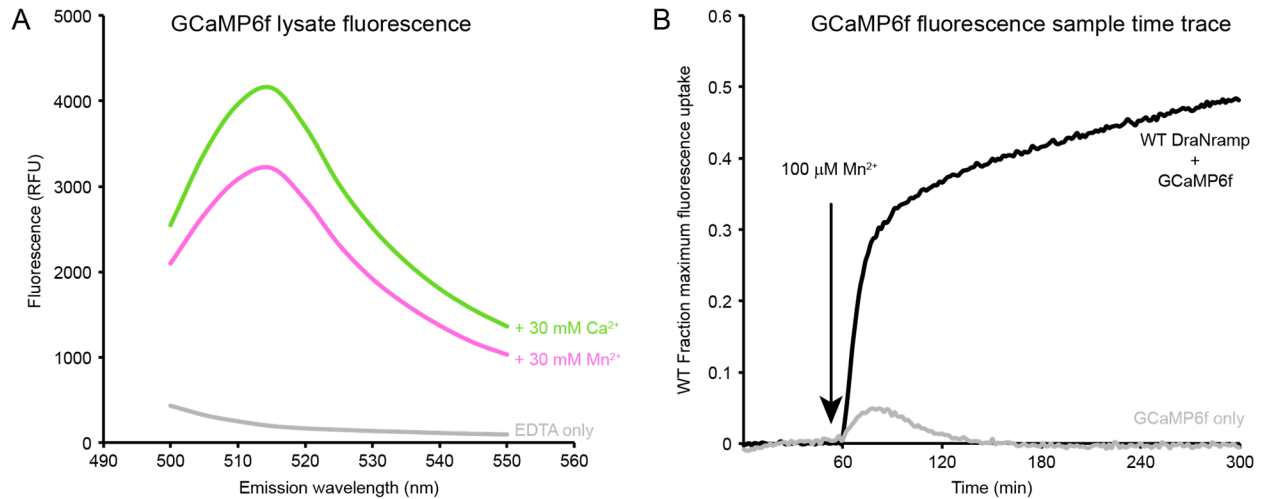 A
GCaMP6f lysate fluorescence
5000
4000
3000
2000
1000
0
490
500
510
520
530
540
550
560
Fluorescence (RFU)
Emission wavelength (nm)
+ 30 mM Ca²⁺
+ 30 mM Mn²⁺
EDTA only
B
GCaMP6f fluorescence sample time trace
0.6
0.5
0.4
0.3
0.2
0.1
0
60
120
180
240
300
WT Fraction maximum fluorescence uptake
Time (min)
100 μM Mn²⁺
WT DraNramp
+
GCaMP6f
GCaMP6f only